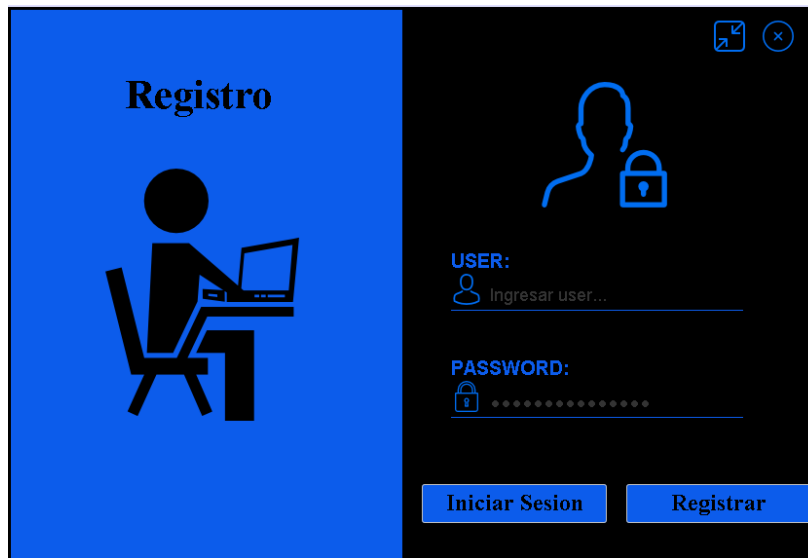 Registro
USER:
Ingresar user...
PASSWORD:
Iniciar Sesion
Registrar